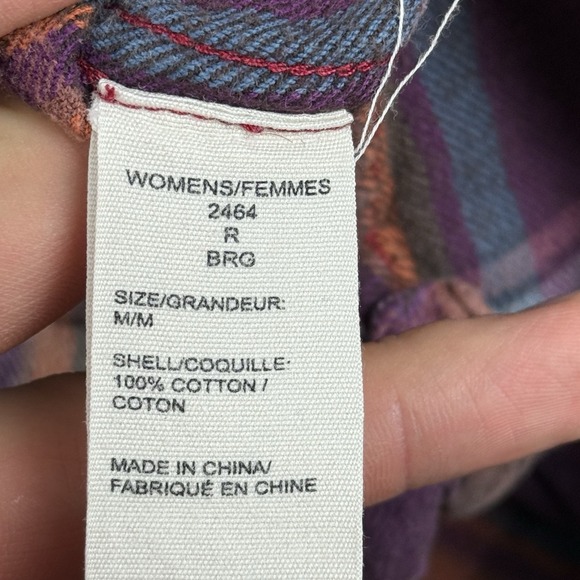 WOMENS/FEMMES
2464
R
BRG
SIZE/GRANDEUR:
M/M
SHELL/COQUILLE:
100% COTTON /
COTON
MADE IN CHINA/
FABRIQUÉ EN CHINE